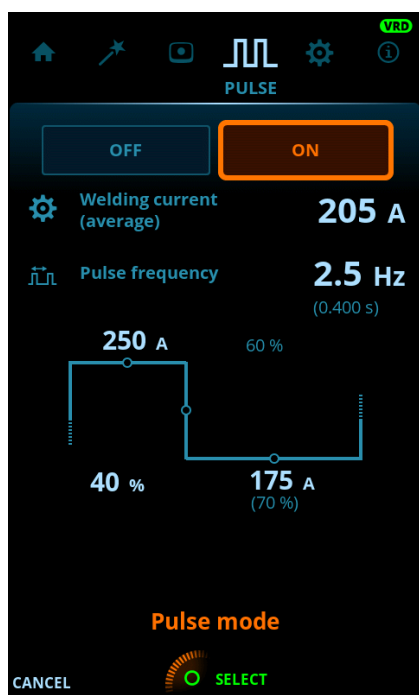 VRD
PULSE
OFF ON
Welding current
(average)
205 A
Pulse frequency
2.5 Hz
(0.400 s)
250 A
60 %
40 %
175 A
(70 %)
Pulse mode
CANCEL
SELECT